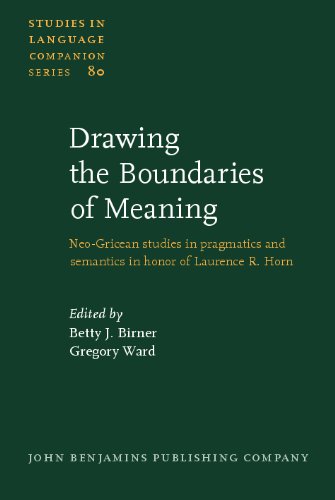 STUDIES IN
LANGUAGE
COMPANION
SERIES 80
Drawing
the Boundaries
of Meaning
Neo-Gricean studies in pragmatics and
semantics in honor of Laurence R. Horn
Edited by
Betty J. Birner
Gregory Ward
JOHN BENJAMINS PUBLISHING COMPANY